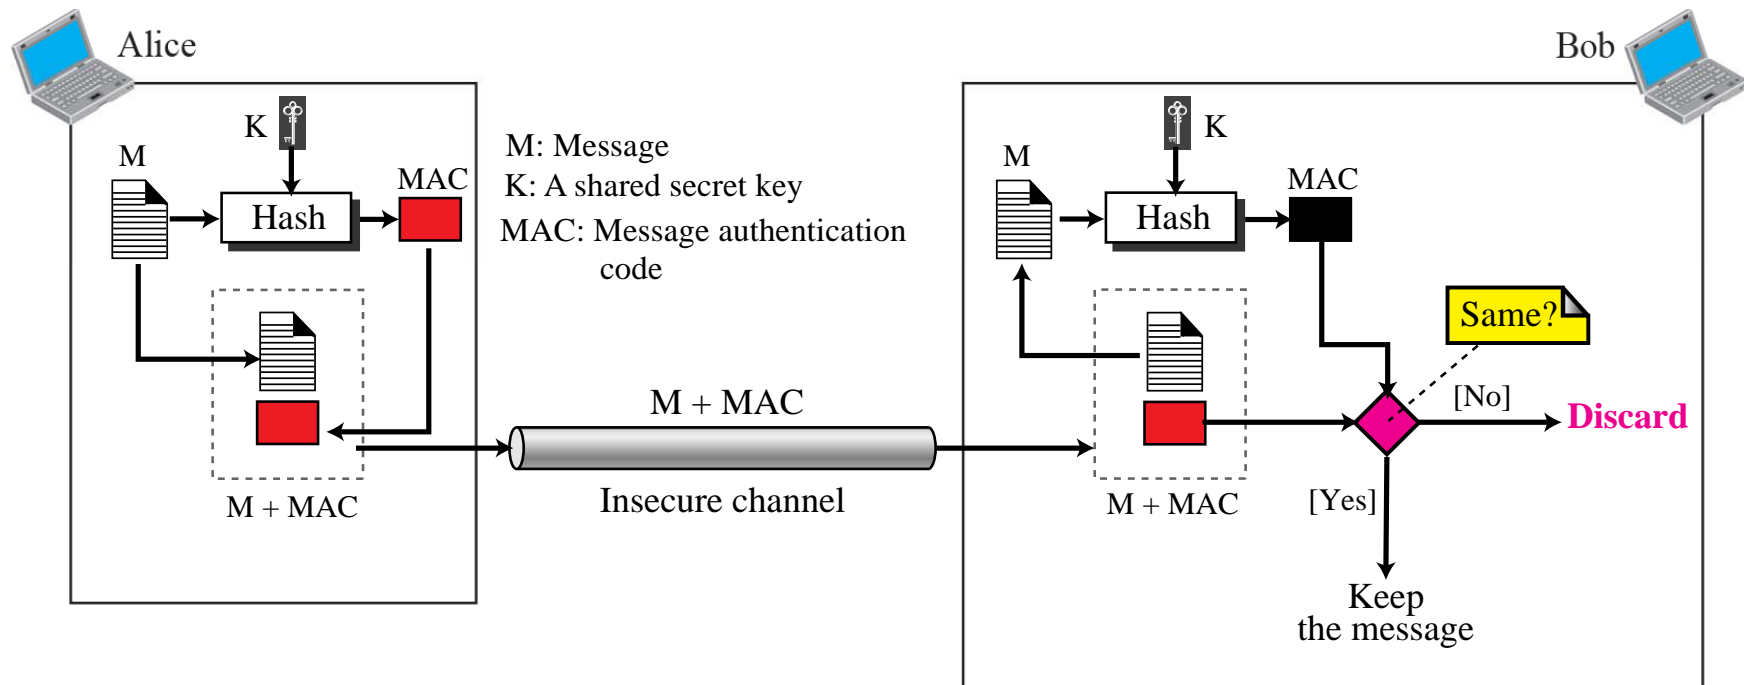 Alice
Bob
K
M
MAC
Hash
M + MAC
M: Message
K: A shared secret key
MAC: Message authentication
code
M + MAC
Insecure channel
K
M
MAC
Hash
Same?
[No]
Discard
M + MAC
[Yes]
Keep
the message